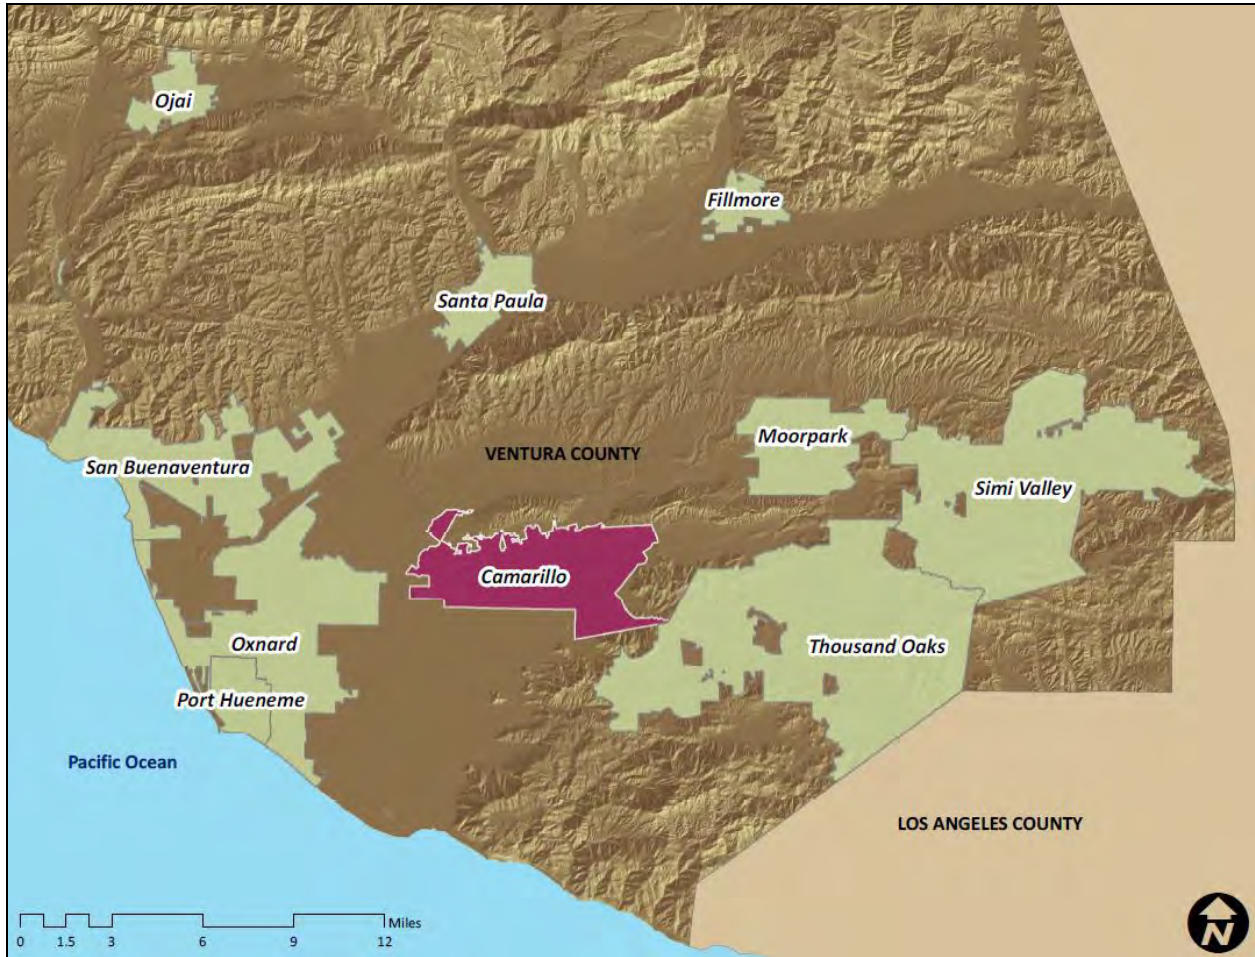 Ojai
Fillmore
Santa Paula
Moorpark
VENTURA COUNTY
San Buenaventura
Simi Valley
Camarillo
Oxnard
Thousand Oaks
Port Hueneme
Pacific Ocean
LOS ANGELES COUNTY
Miles
0 1.5 3 6 9 12
N